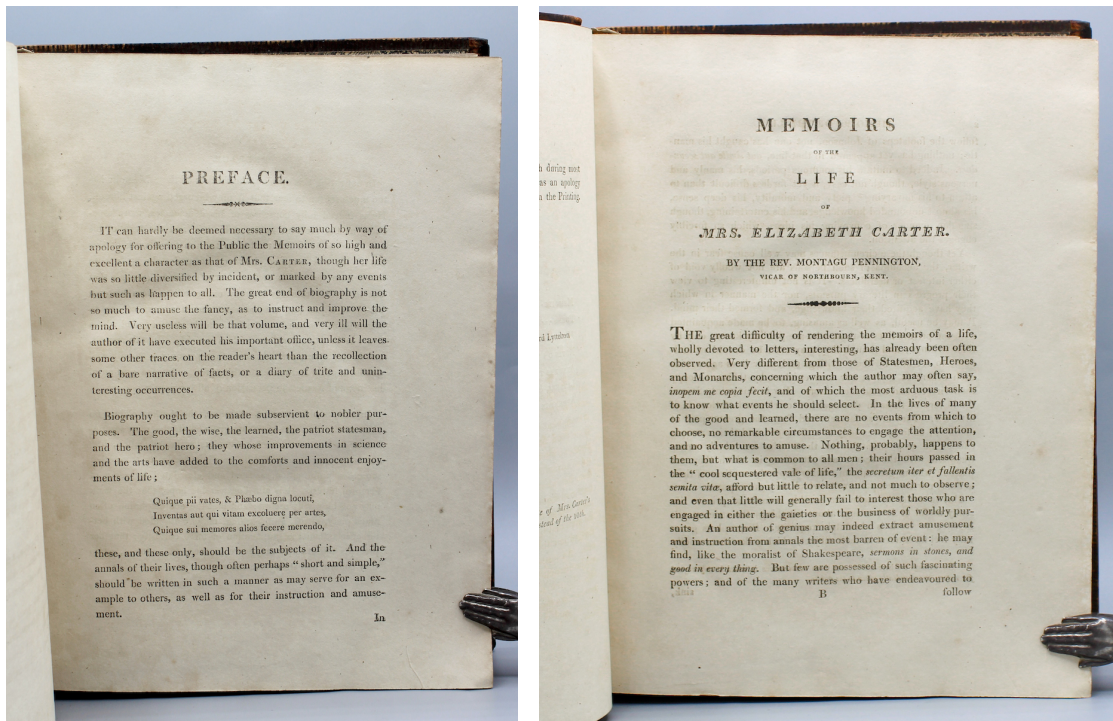 PREFACE.
IT can hardly be deemed necessary to say much by way of
apology for offering to the Public the Memoirs of so high and
excellent a character as that of Mrs. CARTER, though her life
was so little diversified by incident, or marked by any events
but such as happen to all. The great end of biography is not
so much to amuse the fancy, as to instruct and improve the
mind. Very useless will be that volume, and very ill will the
author of it have executed his important office, unless it leaves
some other traces on the reader's heart than the recollection
of a bare narrative of facts, or a diary of trite and unin-
teresting occurrences.
Biography ought to be made subservient to nobler pur-
poses. The good, the wise, the learned, the patriot statesman,
and the patriot hero; they whose improvements in science
and the arts have added to the comforts and innocent enjoy-
ments of life;
Quique pii vates, & Phœbo digna locuti,
Inventas aut qui vitam excoluere per artes,
Quique sui memores alios fecere merendo,
these, and these only, should be the subjects of it. And the
annals of their lives, though often perhaps "short and simple,"
should be written in such a manner as may serve for an ex-
ample to others, as well as for their instruction and amuse-
ment.
In
h during most
as an apology
n the Printing.
rd Lyttelton
e of Mrs. Carter's
stead of the 16th.
MEMOIRS
OF THE
LIFE
OF
MRS. ELIZABETH CARTER.
BY THE REV. MONTAGU PENNINGTON,
VICAR OF NORTHBOURN, KENT.
THE great difficulty of rendering the memoirs of a life,
wholly devoted to letters, interesting, has already been often
observed. Very different from those of Statesmen, Heroes,
and Monarchs, concerning which the author may often say,
inopem me copia fecit, and of which the most arduous task is
to know what events he should select. In the lives of many
of the good and learned, there are no events from which to
choose, no remarkable circumstances to engage the attention,
and no adventures to amuse. Nothing, probably, happens to
them, but what is common to all men; their hours passed in
the "cool sequestered vale of life," the secretum iter et fallentis
semita vitæ, afford but little to relate, and not much to observe;
and even that little will generally fail to interest those who are
engaged in either the gaieties or the business of worldly pur-
suits. An author of genius may indeed extract amusement
and instruction from annals the most barren of event: he may
find, like the moralist of Shakespeare, sermons in stones, and
good in every thing. But few are possessed of such fascinating
powers; and of the many writers who have endeavoured to
B
follow